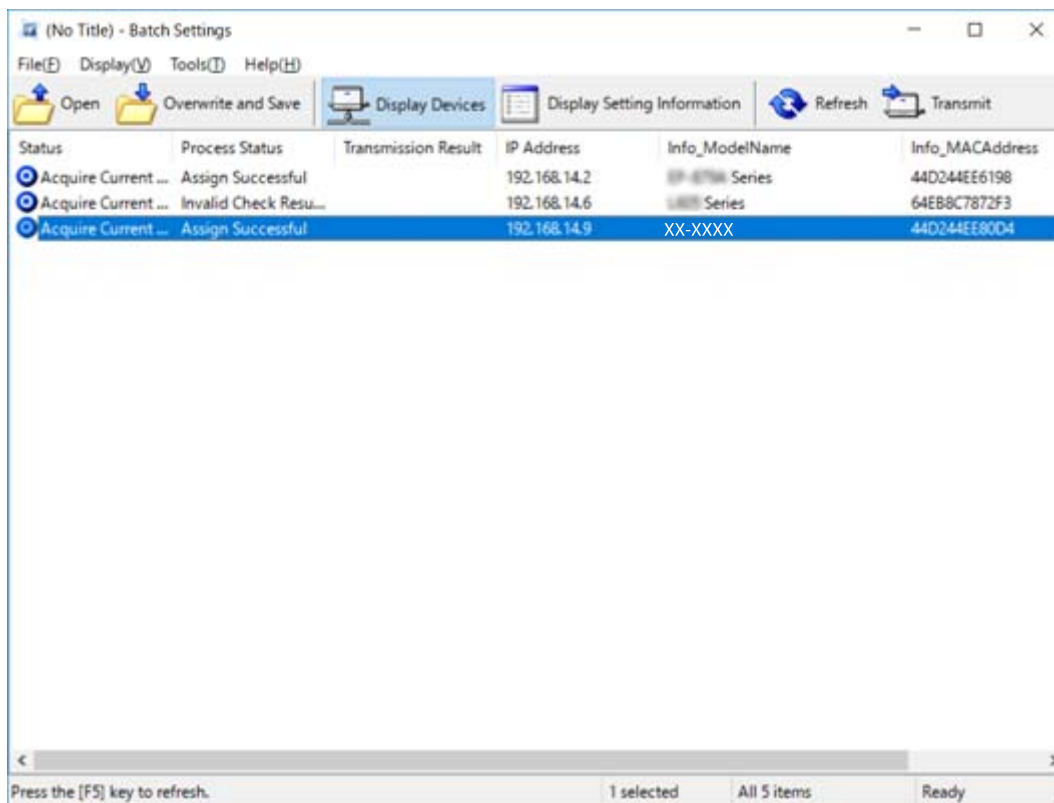 (No Title) - Batch Settings
File(F) Display(V) Tools(T) Help(H)
Open Overwrite and Save Display Devices Display Setting Information Refresh Transmit
Status Process Status Transmission Result IP Address Info_ModelName Info_MACAddress
Acquire Current ... Assign Successful 192.168.14.2 Series 44D244EE6198
Acquire Current ... Invalid Check Resu... 192.168.14.6 Series 64EB8C7872F3
Acquire Current ... Assign Successful 192.168.14.9 XX-XXXX 44D244EE80D4
Press the [F5] key to refresh. 1 selected All 5 items Ready